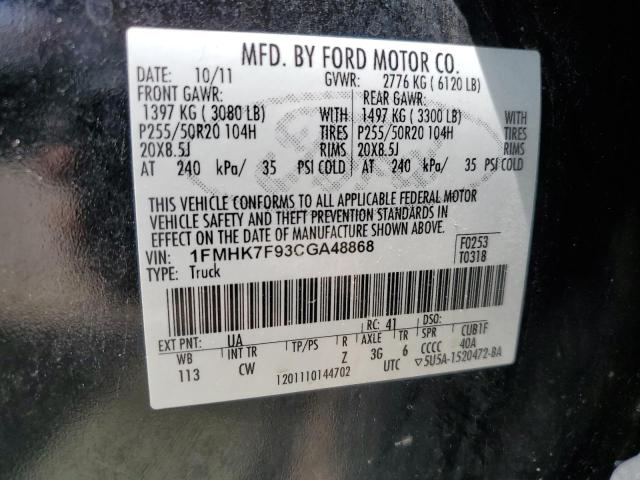 MFD. BY FORD MOTOR CO.
DATE: 10/11 GVWR: 2776 KG ( 6120 LB)
FRONT GAWR: REAR GAWR:
1397 KG ( 3080 LB) WITH 1497 KG ( 3300 LB) WITH
P255/50R20 104H TIRES P255/50R20 104H TIRES
20X8.5J RIMS 20X8.5J RIMS
AT 240 kPa/ 35 PSI COLD AT 240 kPa/ 35 PSI COLD
THIS VEHICLE CONFORMS TO ALL APPLICABLE FEDERAL MOTOR
VEHICLE SAFETY AND THEFT PREVENTION STANDARDS IN
EFFECT ON THE DATE OF MANUFACTURE SHOWN ABOVE.
VIN: 1FMHK7F93CGA48868 F0253
TYPE: Truck T0318
EXT PNT: UA RC: 41 DSO:
WB INT TR TP/PS R AXLE TR SPR CUB1F
113 CW Z 3G 6 CCCC 40A
1201110144702 UTC ▽5U5A-1520472-BA